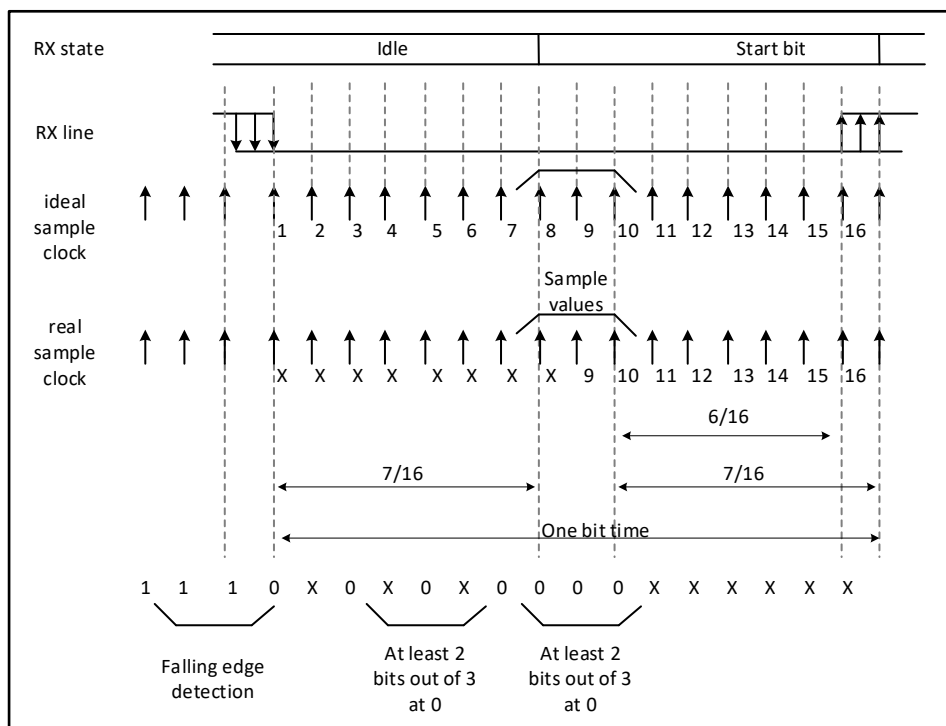 RX state
Idle
Start bit
RX line
ideal
sample
clock
1 2 3 4 5 6 7 8 9 10 11 12 13 14 15 16
Sample
values
real
sample
clock
X X X X X X X X 9 10 11 12 13 14 15 16
6/16
7/16
7/16
One bit time
1 1 1 0 X 0 X 0 X 0 0 0 0 X X X X X X
Falling edge
detection
At least 2
bits out of 3
at 0
At least 2
bits out of 3
at 0